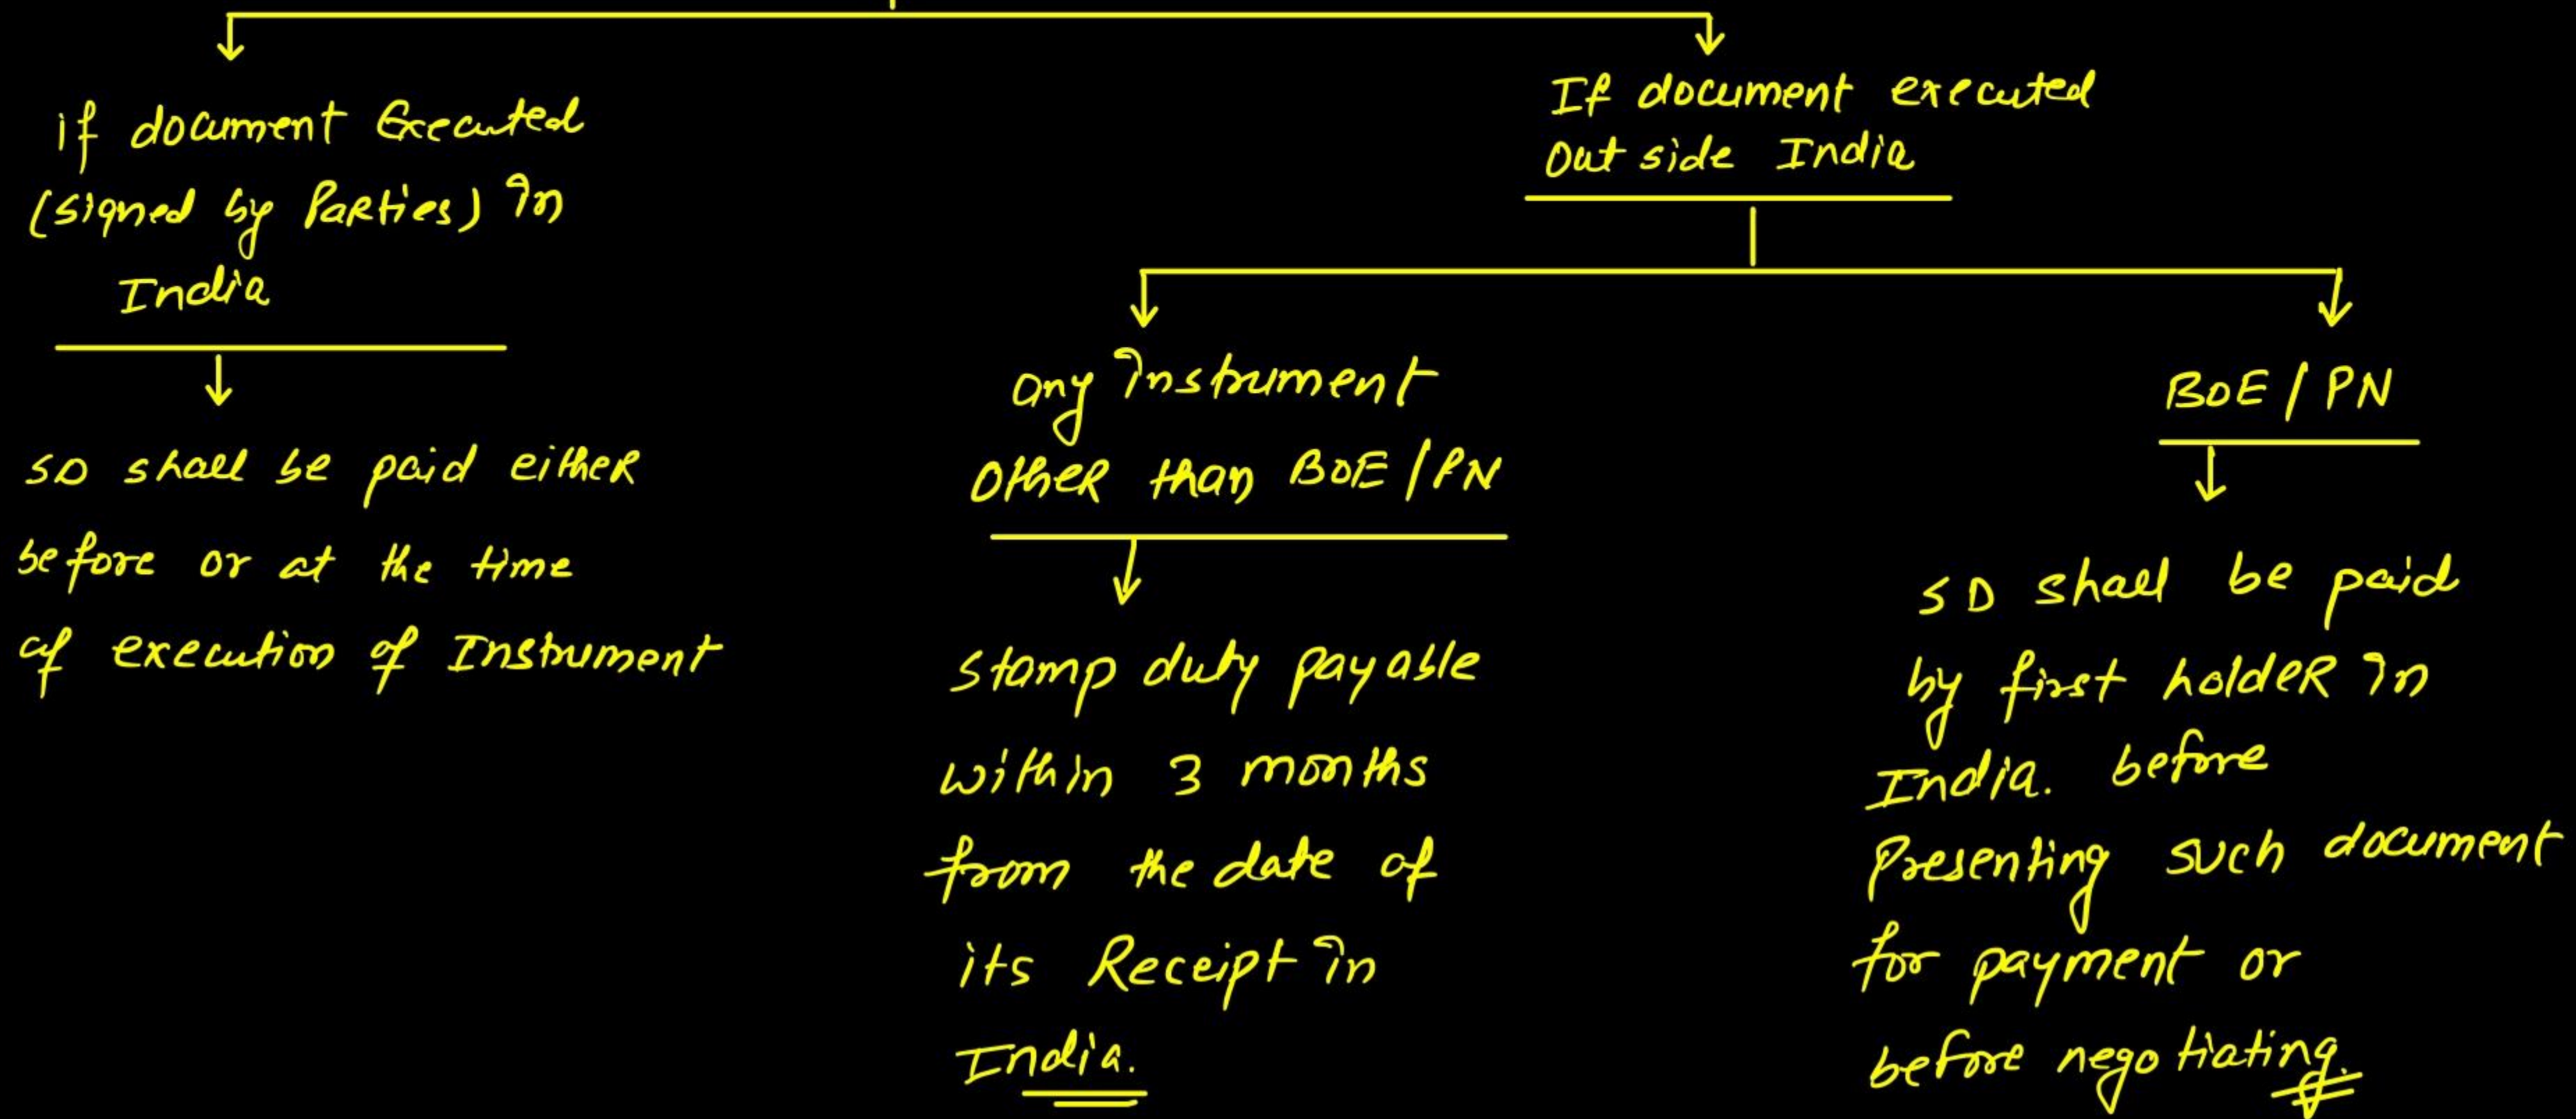 if document Executed
(signed by Parties) in
India
SD shall be paid either
before or at the time
of execution of Instrument
If document executed
Out side India
any instrument
other than BOE/PN
stamp duty payable
within 3 months
from the date of
its Receipt in
India.
BOE/PN
SD shall be paid
by first holder in
India. before
Presenting such document
for payment or
before negotiating.